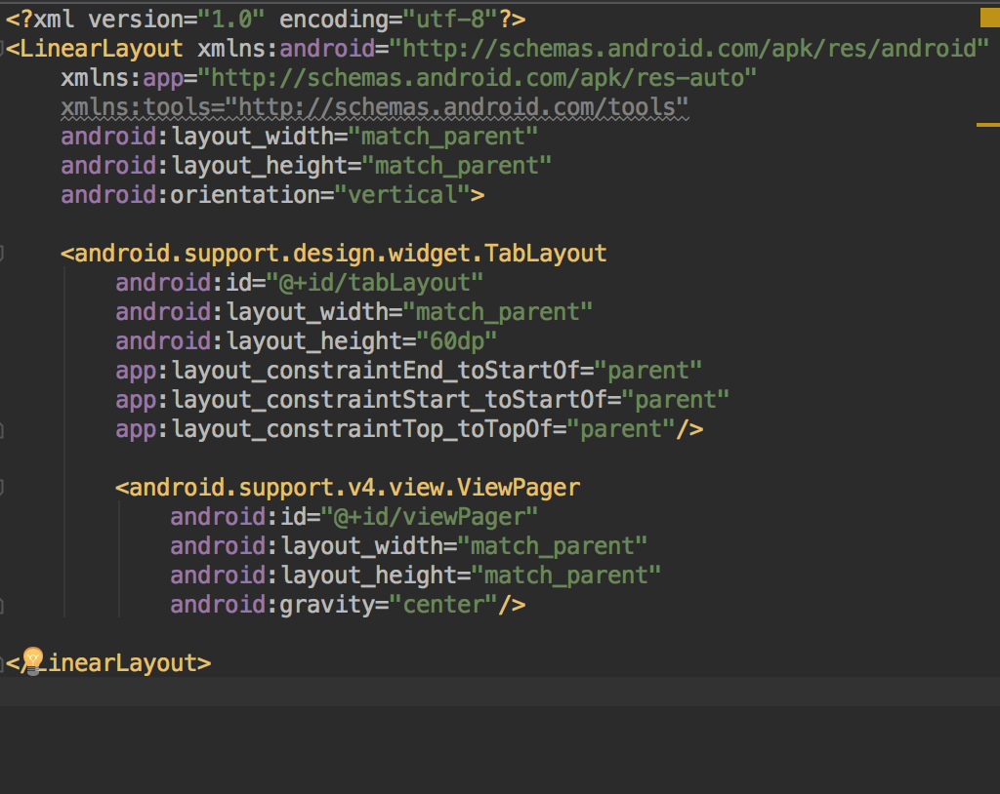 <?xml version="1.0" encoding="utf-8"?>
<LinearLayout xmlns:android="http://schemas.android.com/apk/res/android"
    xmlns:app="http://schemas.android.com/apk/res-auto"
    xmlns:tools="http://schemas.android.com/tools"
    android:layout_width="match_parent"
    android:layout_height="match_parent"
    android:orientation="vertical">

    <android.support.design.widget.TabLayout
        android:id="@+id/tabLayout"
        android:layout_width="match_parent"
        android:layout_height="60dp"
        app:layout_constraintEnd_toStartOf="parent"
        app:layout_constraintStart_toStartOf="parent"
        app:layout_constraintTop_toTopOf="parent"/>

        <android.support.v4.view.ViewPager
            android:id="@+id/viewPager"
            android:layout_width="match_parent"
            android:layout_height="match_parent"
            android:gravity="center"/>

</LinearLayout>